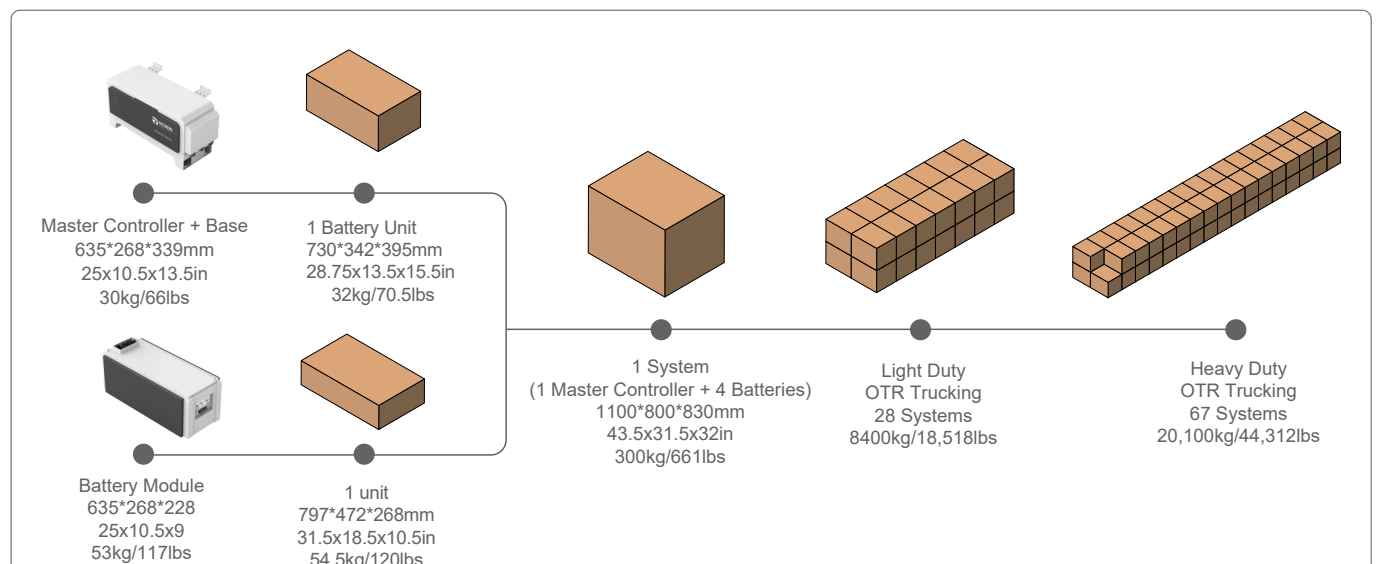 Master Controller + Base
635*268*339mm
25x10.5x13.5in
30kg/66lbs
1 Battery Unit
730*342*395mm
28.75x13.5x15.5in
32kg/70.5lbs
Battery Module
635*268*228
25x10.5x9
53kg/117lbs
1 unit
797*472*268mm
31.5x18.5x10.5in
54.5kg/120lbs
1 System
(1 Master Controller + 4 Batteries)
1100*800*830mm
43.5x31.5x32in
300kg/661lbs
Light Duty
OTR Trucking
28 Systems
8400kg/18,518lbs
Heavy Duty
OTR Trucking
67 Systems
20,100kg/44,312lbs